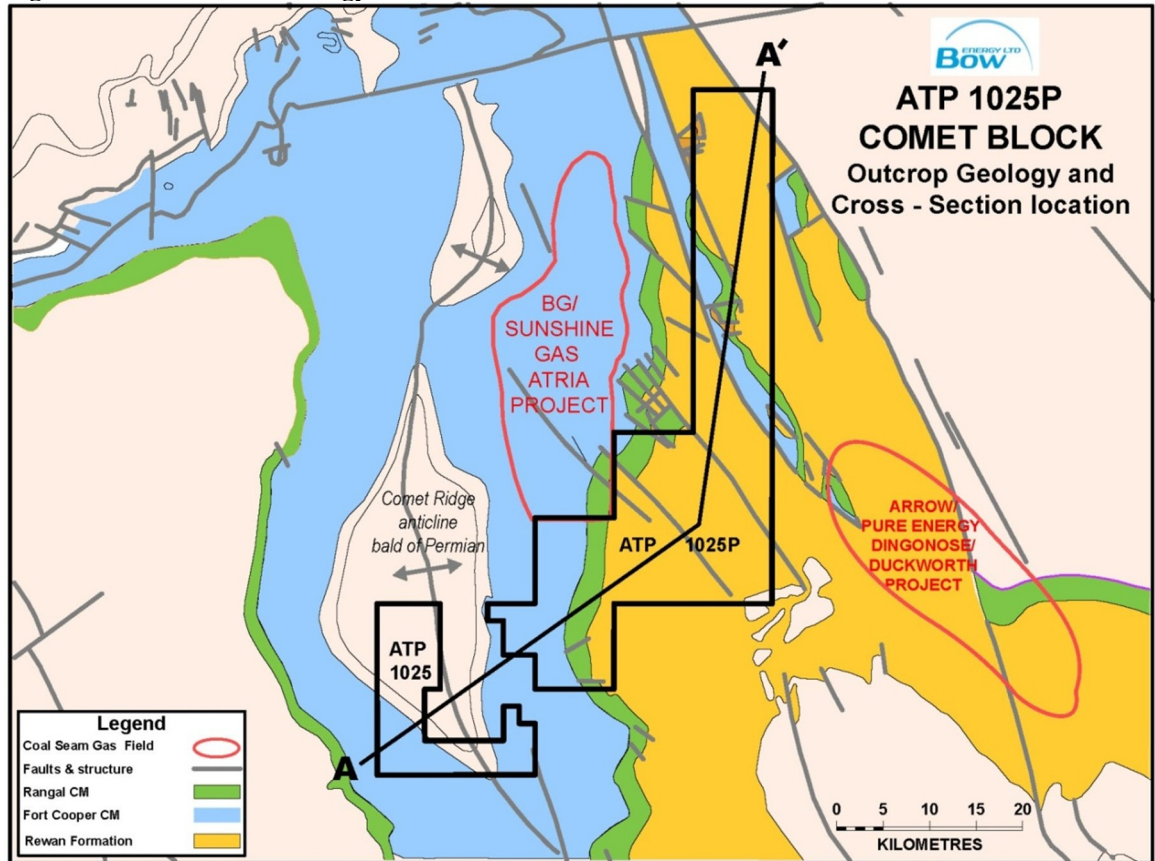 ENERGY LTD
BOW
ATP 1025P
COMET BLOCK
Outcrop Geology and
Cross - Section location
A'
BG/
SUNSHINE
GAS
ATRIA
PROJECT
Comet Ridge
anticline
bald of Permian
ARROW/
PURE ENERGY
DINGONOSE/
DUCKWORTH
PROJECT
ATP 1025P
ATP
1025
A
Legend
Coal Seam Gas Field
Faults & structure
Rangal CM
Fort Cooper CM
Rewan Formation
0 5 10 15 20
KILOMETRES